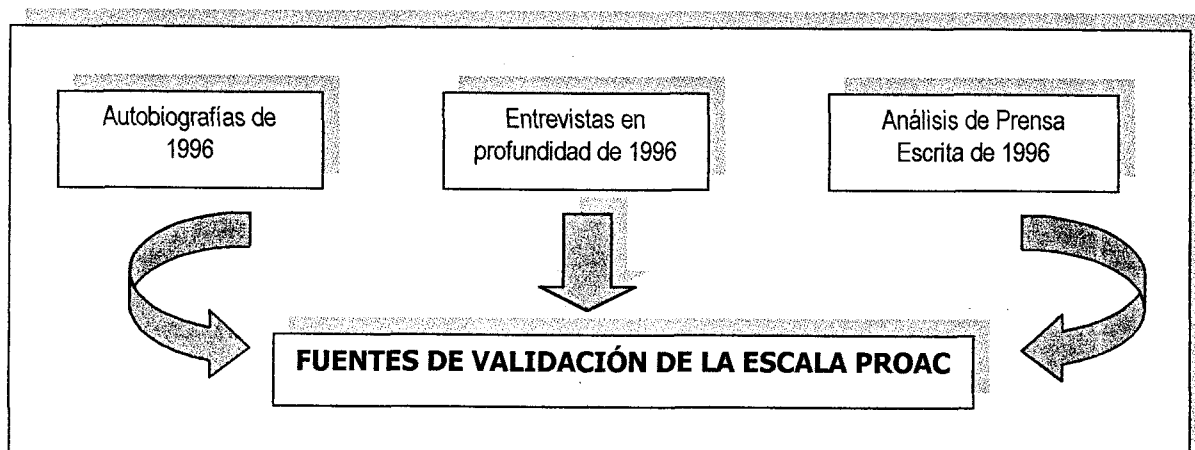 Autobiografías de
1996
Entrevistas en
profundidad de 1996
Análisis de Prensa
Escrita de 1996
FUENTES DE VALIDACIÓN DE LA ESCALA PROAC